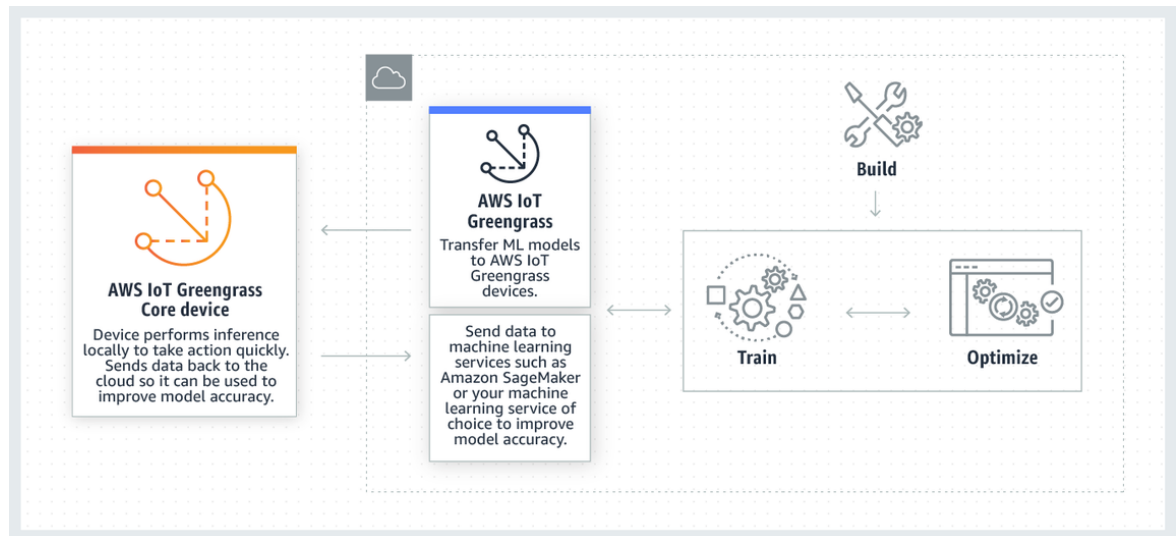 AWS IoT Greengrass
Core device
Device performs inference
locally to take action quickly.
Sends data back to the
cloud so it can be used to
improve model accuracy.
AWS IoT
Greengrass
Transfer ML models
to AWS IoT
Greengrass
devices.
Send data to
machine learning
services such as
Amazon SageMaker
or your machine
learning service of
choice to improve
model accuracy.
Build
Train
Optimize